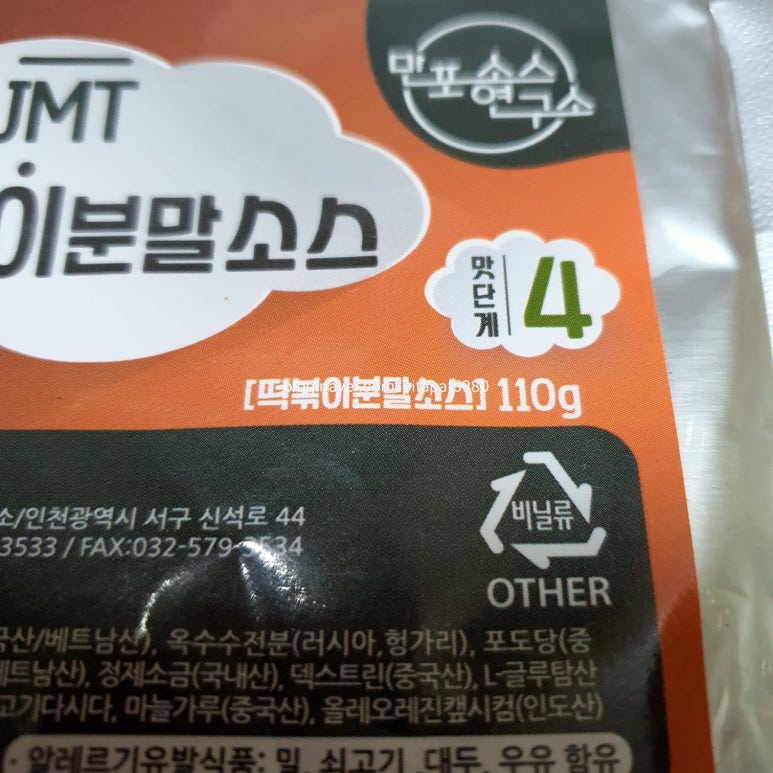 만포송스
연구소
JMT
이분말소스
맛단계 4
[떡볶이분말소스] 110g
비닐류
OTHER
소/인천광역시 서구 신석로 44
3533 / FAX:032-579-3534
국산/베트남산), 옥수수전분(러시아,헝가리), 포도당(중
베트남산), 정제소금(국내산), 덱스트린(중국산), L-글루탐산
고기다시다, 마늘가루(중국산), 올레오레진캪시컴(인도산)
· 알레르기유발식품: 밀, 쇠고기, 대두, 우유 함유